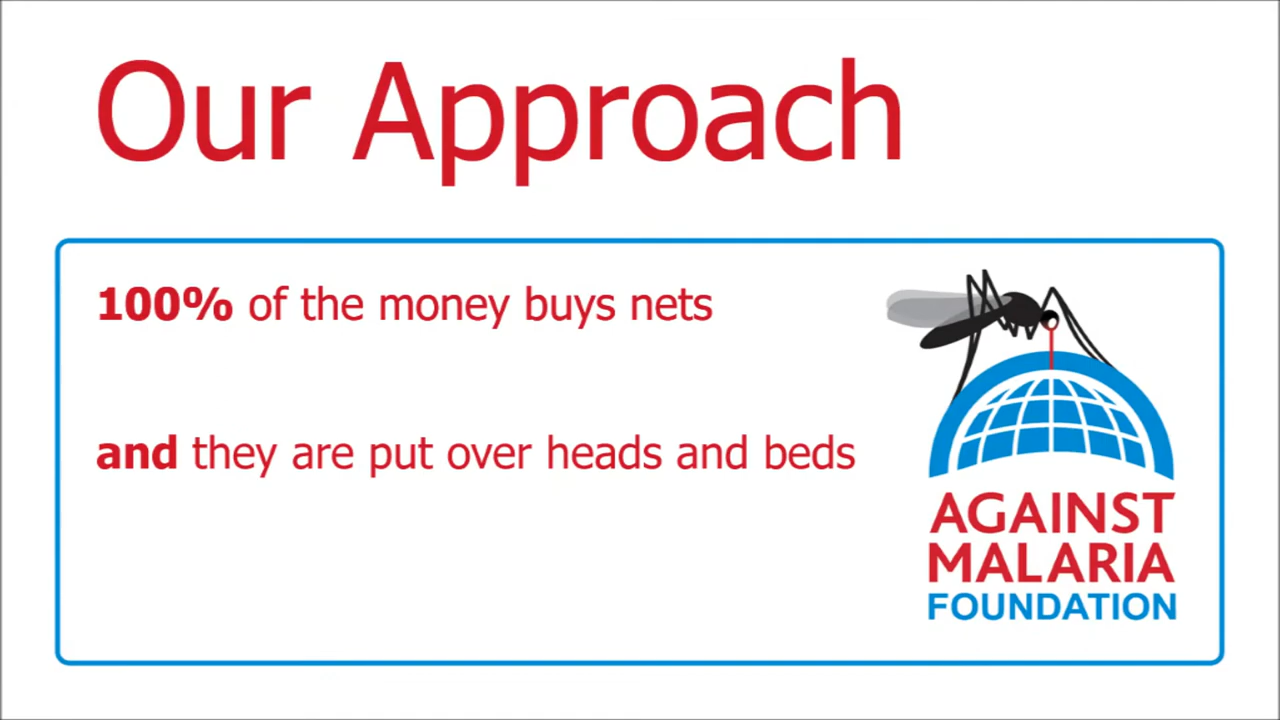 Our Approach
100% of the money buys nets
and they are put over heads and beds
AGAINST
MALARIA
FOUNDATION